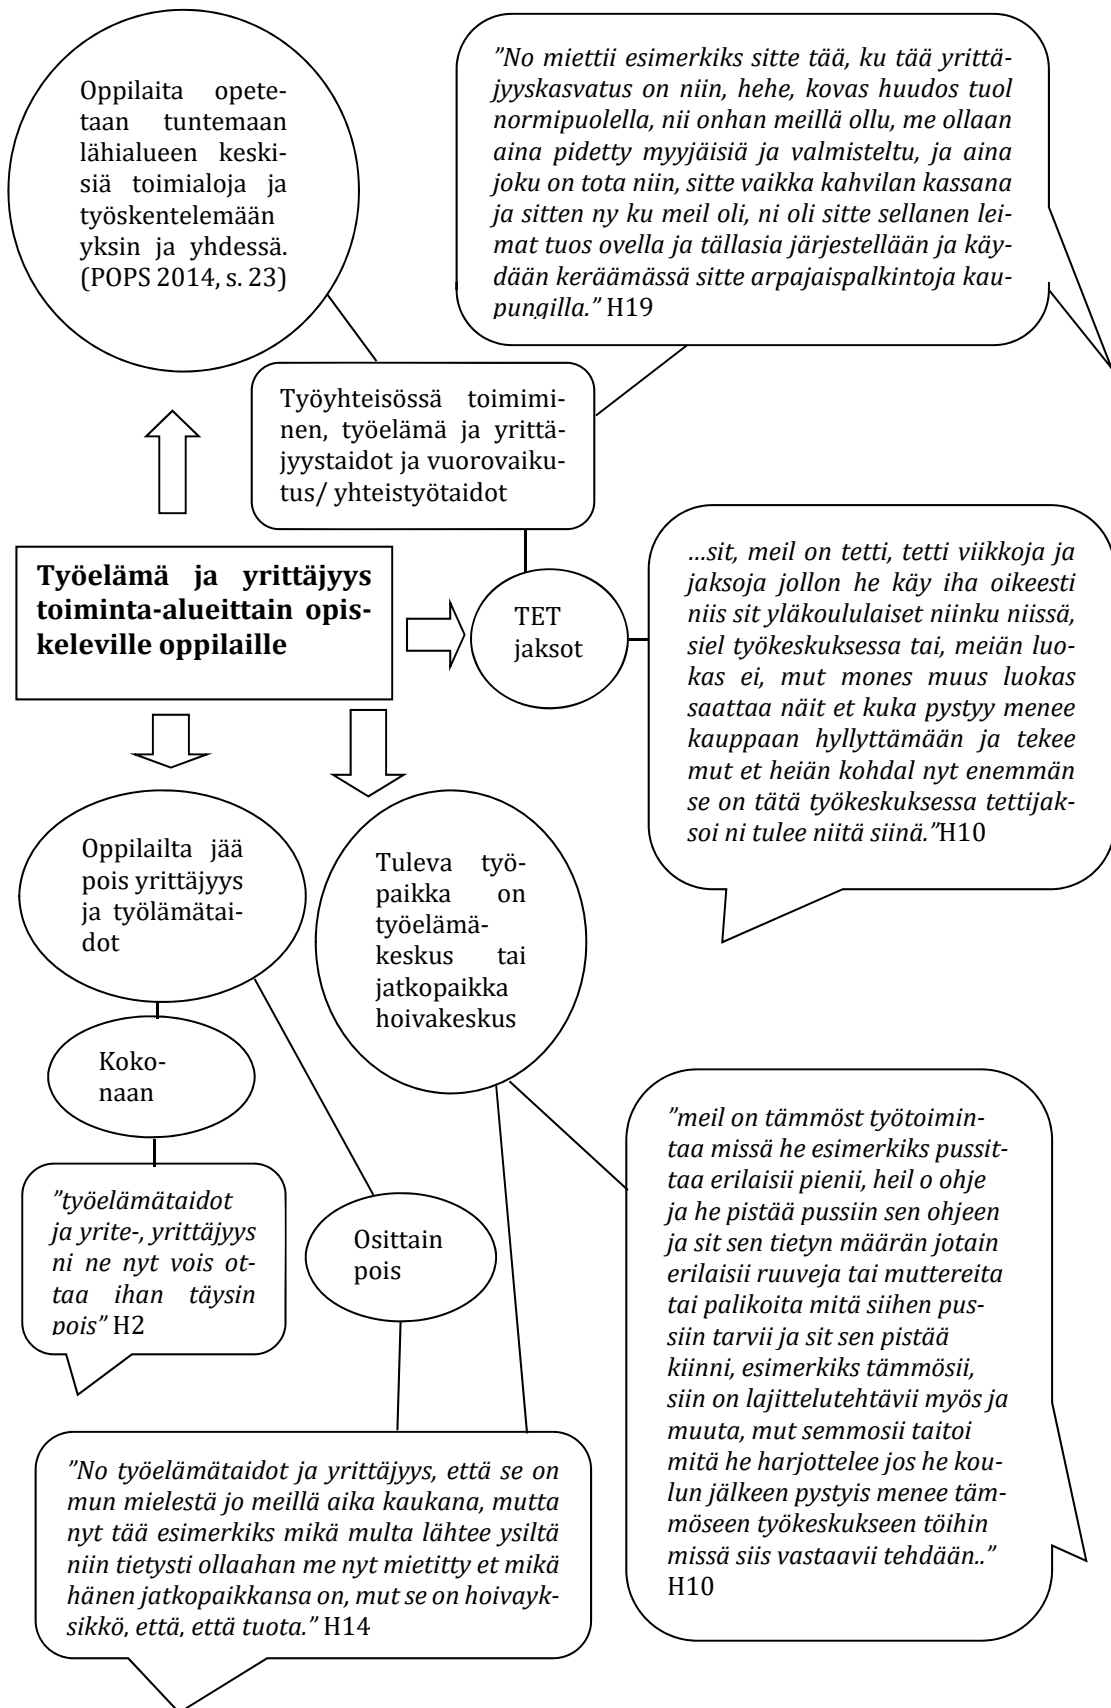 Oppilaita opete-
taan tuntemaan
lähialueen keski-
siä toimialoja ja
työskentelemään
yksin ja yhdessä.
(POPS 2014, s. 23)
”No miettii esimerkiks sitte tää, ku tää yrittä-
jyyskasvatus on niin, hehe, kovas huudos tuol
normipuolella, nii onhan meillä ollu, me ollaan
aina pidetty myyjäisiä ja valmisteltu, ja aina
joku on tota niin, sitte vaikka kahvilan kassana
ja sitten ny ku meil oli, ni oli sitte sellanen lei-
mat tuos ovella ja tällasia järjestellään ja käy-
dään keräämässä sitte arpajaispalkintoja kau-
pungilla.” H19
Työyhteisössä toimimi-
nen, työelämä ja yrittä-
jyystaidot ja vuorovaiku-
tus/ yhteistyötaidot
Työelämä ja yrittäjyys
toiminta-alueittain opis-
keleville oppilaille
TET
jaksot
…sit, meil on tetti, tetti viikkoja ja
jaksoja jollon he käy iha oikeesti
niis sit yläkoululaiset niinku niissä,
siel työkeskuksessa tai, meiän luo-
kas ei, mut mones muus luokas
saattaa näit et kuka pystyy menee
kauppaan hyllyttämään ja tekee
mut et heiän kohdal nyt enemmän
se on tätä työkeskuksessa tettijak-
soi ni tulee niitä siinä.”H10
Oppilailta jää
pois yrittäjyys
ja työlämätai-
dot
Tuleva työ-
paikka on
työelämä-
keskus tai
jatkopaikka
hoivakeskus
Koko-
naan
”työelämätaidot
ja yrite-, yrittäjyys
ni ne nyt vois ot-
taa ihan täysin
pois” H2
Osittain
pois
”meil on tämmöst työtoimin-
taa missä he esimerkiks pussit-
taa erilaisii pienii, heil o ohje
ja he pistää pussiin sen ohjeen
ja sit sen tietyn määrän jotain
erilaisii ruuveja tai muttereita
tai palikoita mitä siihen pus-
siin tarvii ja sit sen pistää
kiinni, esimerkiks tämmösii,
siin on lajittelutehtävii myös ja
muuta, mut semmosii taitoi
mitä he harjottelee jos he kou-
lun jälkeen pystyis menee täm-
möseen työkeskukseen töihin
missä siis vastaavii tehdään..”
H10
”No työelämätaidot ja yrittäjyys, että se on
mun mielestä jo meillä aika kaukana, mutta
nyt tää esimerkiks mikä multa lähtee ysiltä
niin tietysti ollaahan me nyt mietitty et mikä
hänen jatkopaikkansa on, mut se on hoivayk-
sikkö, että, että tuota.” H14